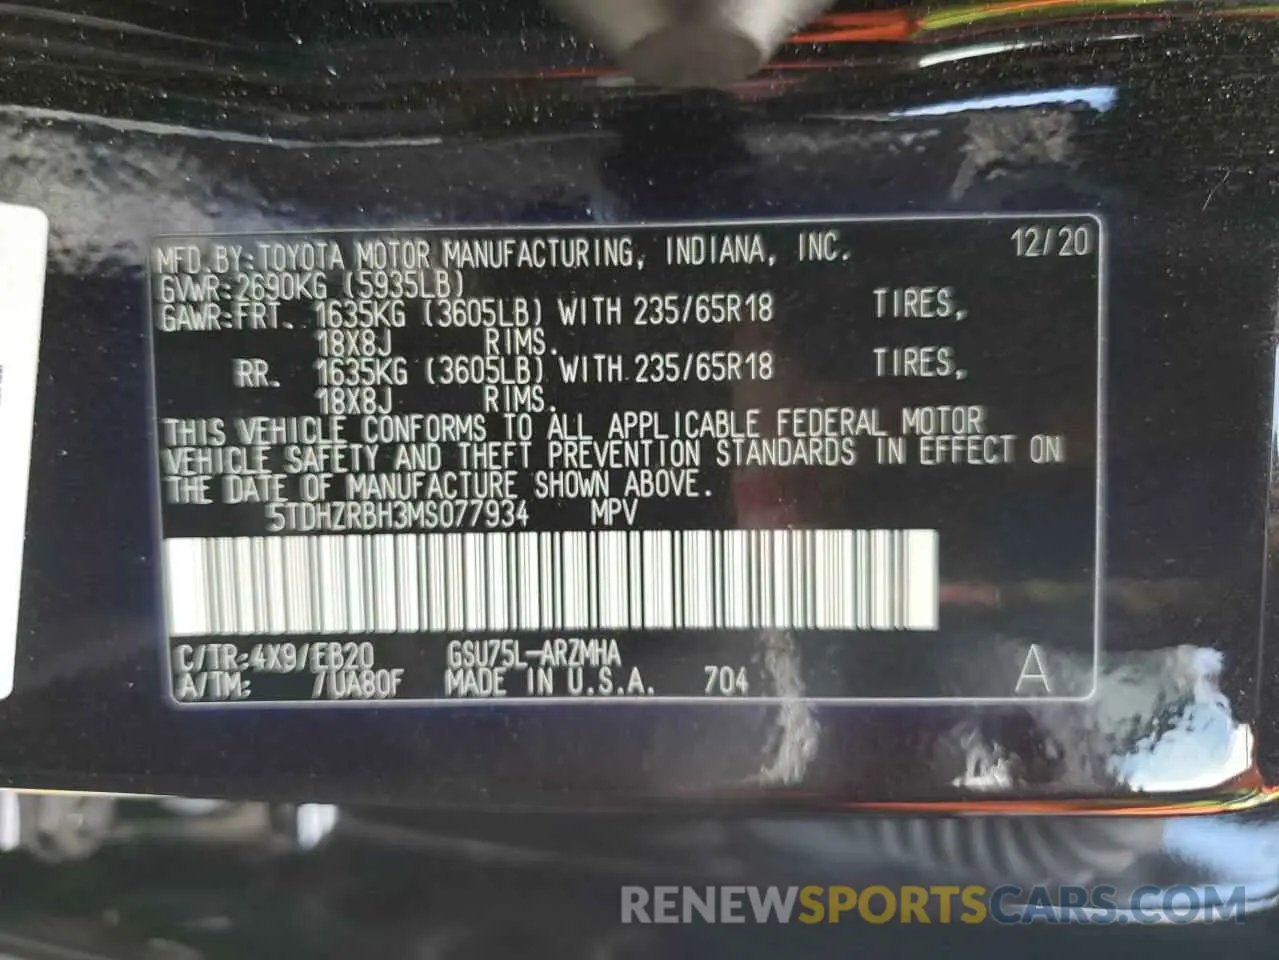 MFD.BY:TOYOTA MOTOR MANUFACTURING, INDIANA, INC. 12/20
GVWR:2690KG (5935LB)
GAWR:FRT. 1635KG (3605LB) WITH 235/65R18 TIRES,
18X8J RIMS.
RR. 1635KG (3605LB) WITH 235/65R18 TIRES,
18X8J RIMS.
THIS VEHICLE CONFORMS TO ALL APPLICABLE FEDERAL MOTOR
VEHICLE SAFETY AND THEFT PREVENTION STANDARDS IN EFFECT ON
THE DATE OF MANUFACTURE SHOWN ABOVE.
5TDHZRBH3MS077934 MPV
C/TR:4X9/EB20 GSU75L-ARZMHA
A/TM: /UA80F MADE IN U.S.A. 704 A
RENEWSPORTSCARS.COM